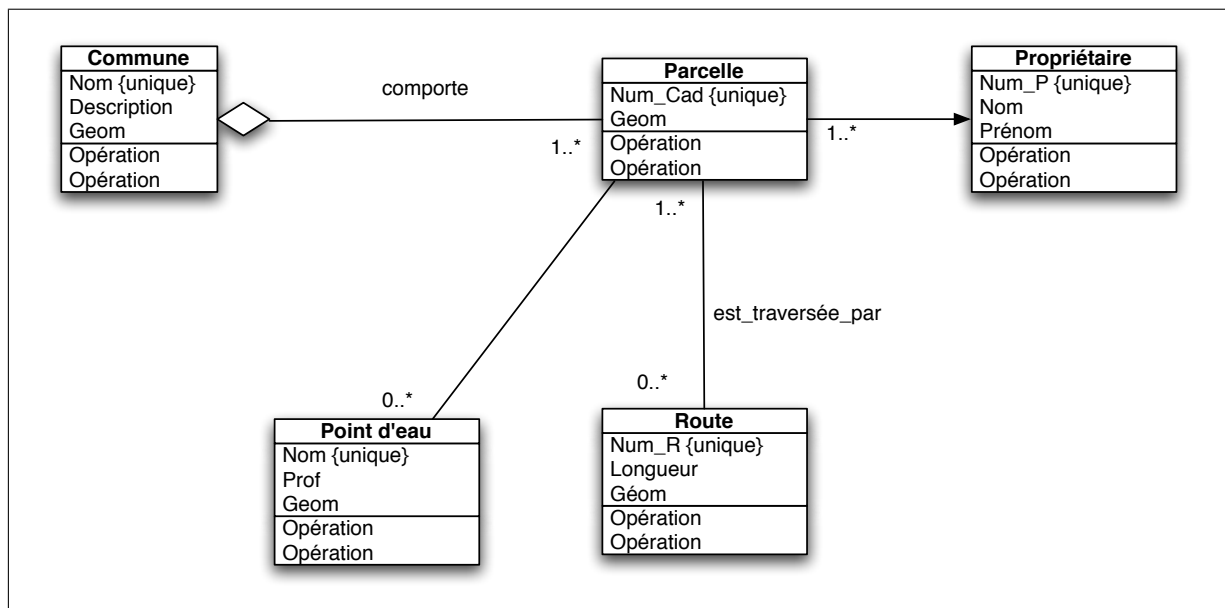 Commune
Nom {unique}
Description
Geom
Opération
Opération
comporte
1..*
Parcelle
Num_Cad {unique}
Geom
Opération
Opération
1..*
Propriétaire
Num_P {unique}
Nom
Prénom
Opération
Opération
1..*
est_traversée_par
0..*
0..*
Point d'eau
Nom {unique}
Prof
Geom
Opération
Opération
Route
Num_R {unique}
Longueur
Géom
Opération
Opération